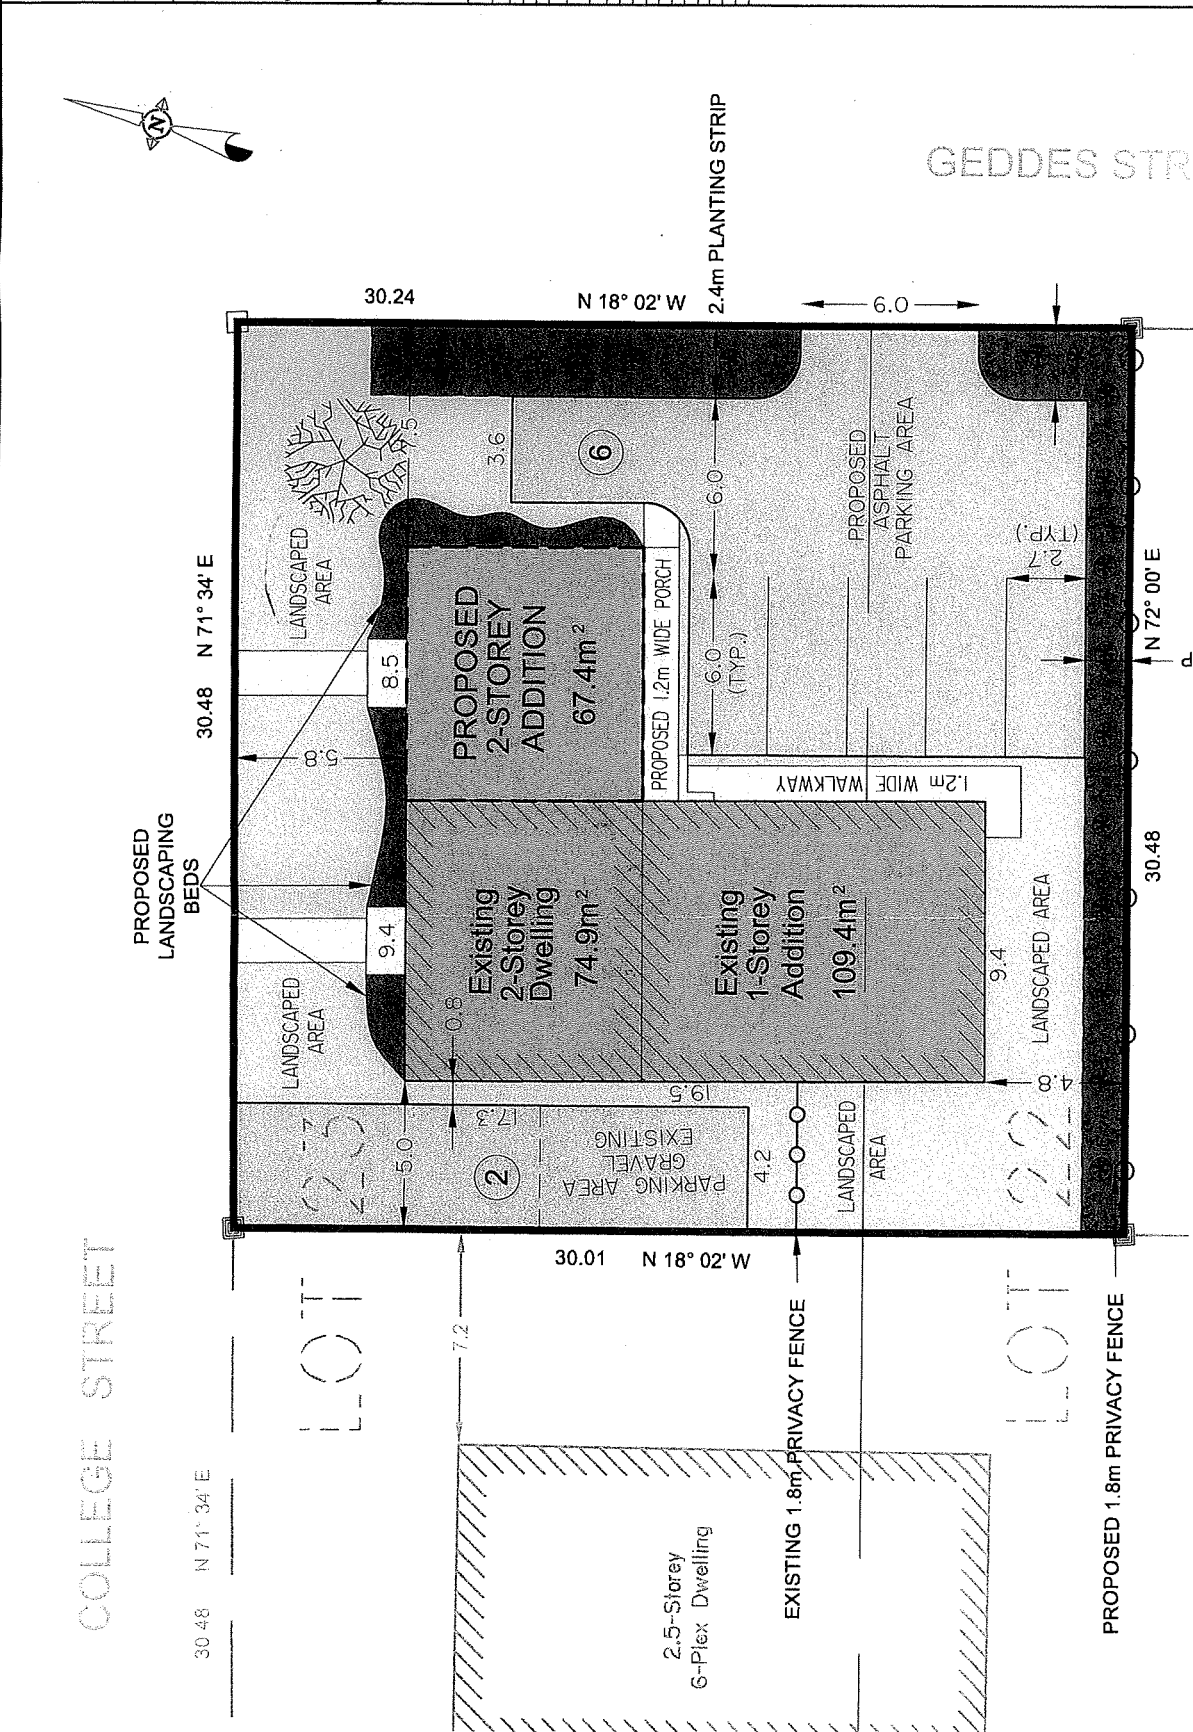 N
GEDDES STR
2.4m PLANTING STRIP
30.24
N 18° 02' W
6.0
30.48 N 71° 34' E
LANDSCAPED
AREA
7.5
3.6
6
6.0
PROPOSED
ASPHALT
PARKING AREA
2.7
(TYP.)
N 72° 00' E
PROPOSED
2-STOREY
ADDITION
67.4m²
8.5
5.8
PROPOSED 1.2m WIDE PORCH
6.0
(TYP.)
1.2m WIDE WALKWAY
PROPOSED
LANDSCAPING
BEDS
9.4
Existing
2-Storey
Dwelling
74.9m²
Existing
1-Storey
Addition
109.4m²
9.4
LANDSCAPED AREA
30.48
LANDSCAPED
AREA
0.8
19.5
4.8
5.0
17.3
2
EXISTING
GRAVEL
PARKING AREA
4.2
LANDSCAPED
AREA
22
30.01 N 18° 02' W
COLLEGE STREET
LOT
LOT
7.2
EXISTING 1.8m PRIVACY FENCE
PROPOSED 1.8m PRIVACY FENCE
30 48 N 71° 34' E
2.5-Storey
6-Plex Dwelling